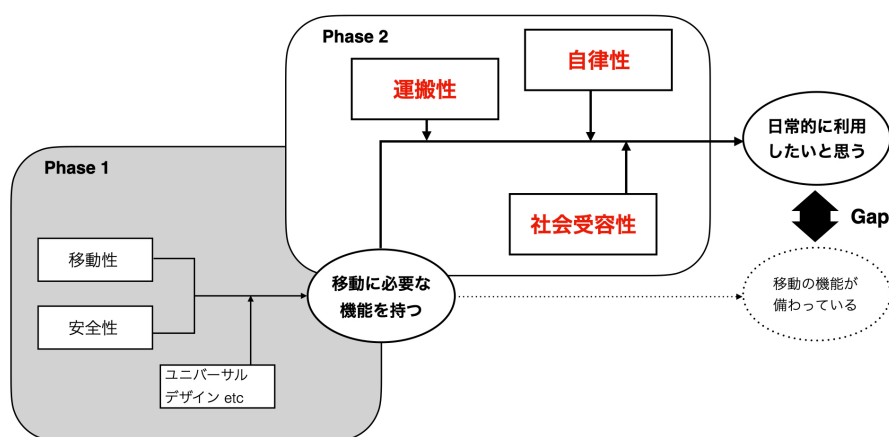 Phase 2
運搬性
自律性
社会受容性
日常的に利用
したいと思う
Gap
移動の機能が
備わっている
Phase 1
移動性
安全性
ユニバーサル
デザイン etc
移動に必要な
機能を持つ